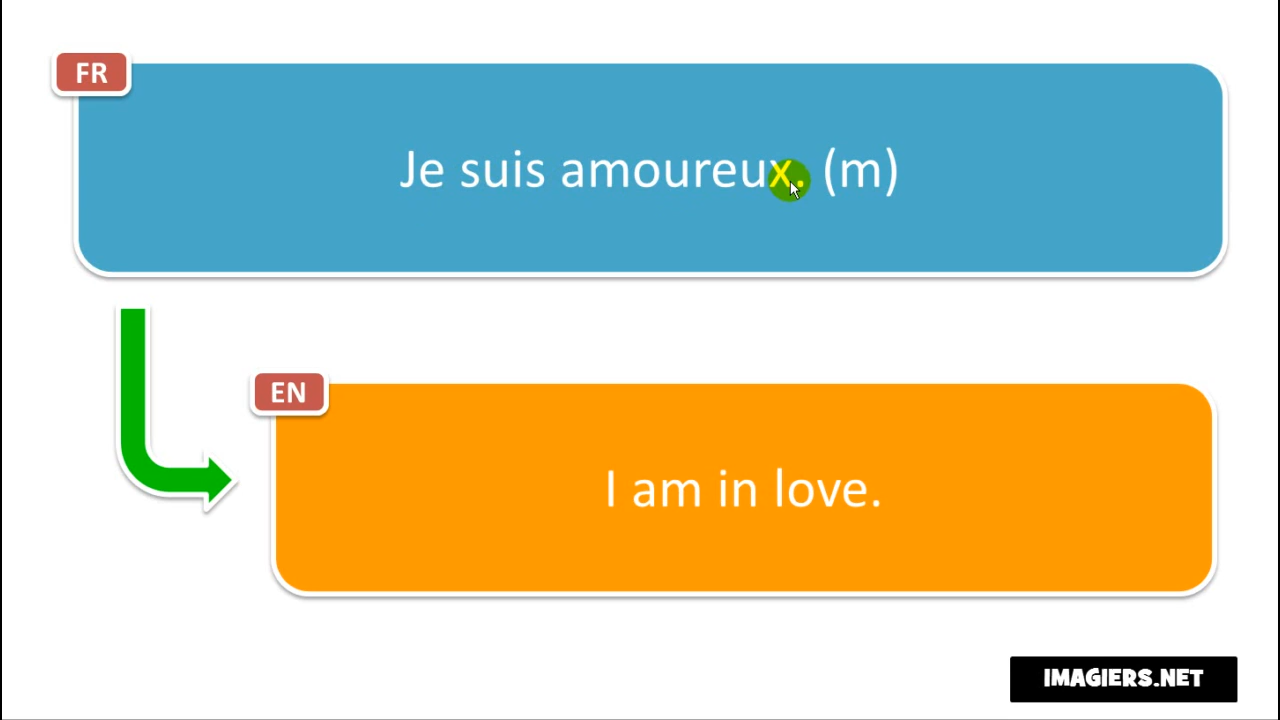 FR
Je suis amoureux. (m)
EN
I am in love.
IMAGIERS.NET